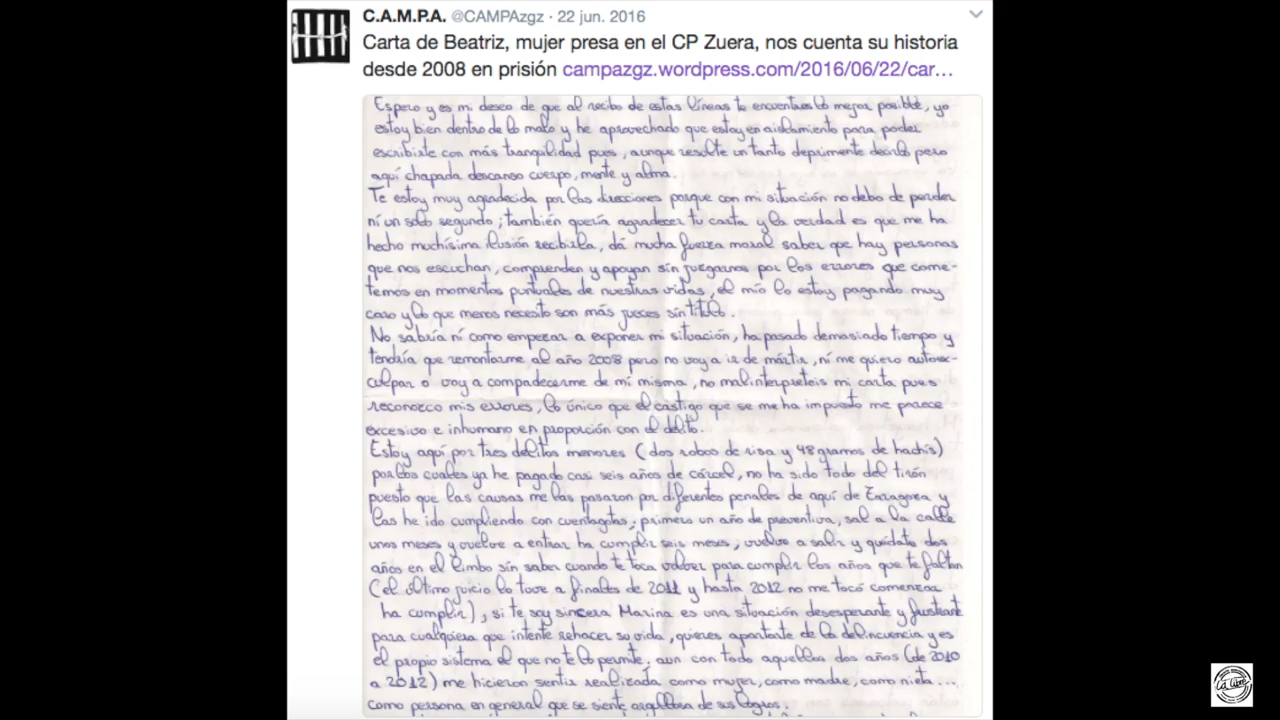 C.A.M.P.A. @CAMPAzgz · 22 jun. 2016
Carta de Beatriz, mujer presa en el CP Zuera, nos cuenta su historia
desde 2008 en prisión campazgz.wordpress.com/2016/06/22/car…
Espero y es mi deseo de que al recibo de estas líneas te encuentres lo mejor posible, yo
estoy bien dentro de lo malo y he aprovechado que estoy en aislamiento para poder
escribirte con más tranquilidad pues, aunque resulte un tanto deprimente decirlo pero
aquí chapada descanso cuerpo, mente y alma.
Te estoy muy agradecida por las direcciones porque con mi situación no debo de perder
ni un solo segundo; también quería agradecer tu carta y la verdad es que me ha
hecho muchísima ilusión recibirla, dá mucha fuerza moral saber que hay personas
que nos escuchan, comprenden y apoyan sin juzgarnos por los errores que come-
temos en momentos puntuales de nuestras vidas, el mío lo estoy pagando muy
caro y lo que menos necesito son más jueces sin título.
No sabría ni como empezar a exponer mi situación, ha pasado demasiado tiempo y
tendría que remontarme al año 2008 pero no voy a ir de mártir, ni me quiero autoex-
culpar o voy a compadecerme de mí misma, no malinterpreteis mi carta pues
reconozco mis errores, lo único que el castigo que se me ha impuesto me parece
excesivo e inhumano en proporción con el delito.
Estoy aquí por tres delitos menores (dos robos de risa y 48 gramos de hachís)
por los cuales ya he pagado casi seis años de cárcel, no ha sido todo del tirón
puesto que las causas me las pasaron por diferentes penales de aquí de Zaragoza y
las he ido cumpliendo con cuentagotas; primero un año de preventiva, sal a la calle
unos meses y vuelve a entrar ha cumplir seis meses, vuelve a salir y quédate dos
años en el limbo sin saber cuando te toca volver para cumplir los años que te faltan
(el último juicio lo tuve a finales de 2011 y hasta 2012 no me tocó comenzar
ha cumplir), si te soy sincera Marina es una situación desesperante y frustrante
para cualquiera que intente rehacer su vida, quieres apartarte de la delincuencia y es
el propio sistema el que no te lo permite, aun con todo aquellos dos años (de 2010
a 2012) me hicieron sentir realizada como mujer, como madre, como nieta...
como persona en general que se siente orgullosa de sus logros.